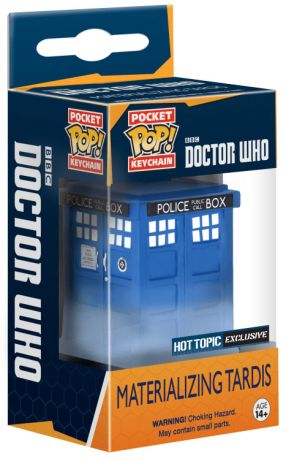 POCKET
POP!
KEYCHAIN
BBC
DOCTOR WHO
POCKET
POP!
KEYCHAIN
BBC
DOCTOR WHO
POLICE BOX
POLICE PUBLIC CALL BOX
HOT TOPIC EXCLUSIVE
MATERIALIZING TARDIS
WARNING! Choking Hazard.
May contain small parts.
AGE
14+